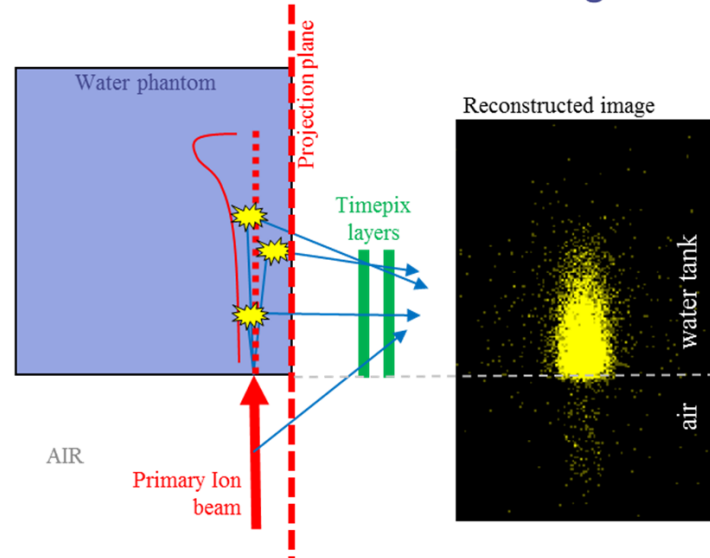 Water phantom
Projection plane
Reconstructed image
Timepix
layers
water tank
air
AIR
Primary Ion
beam